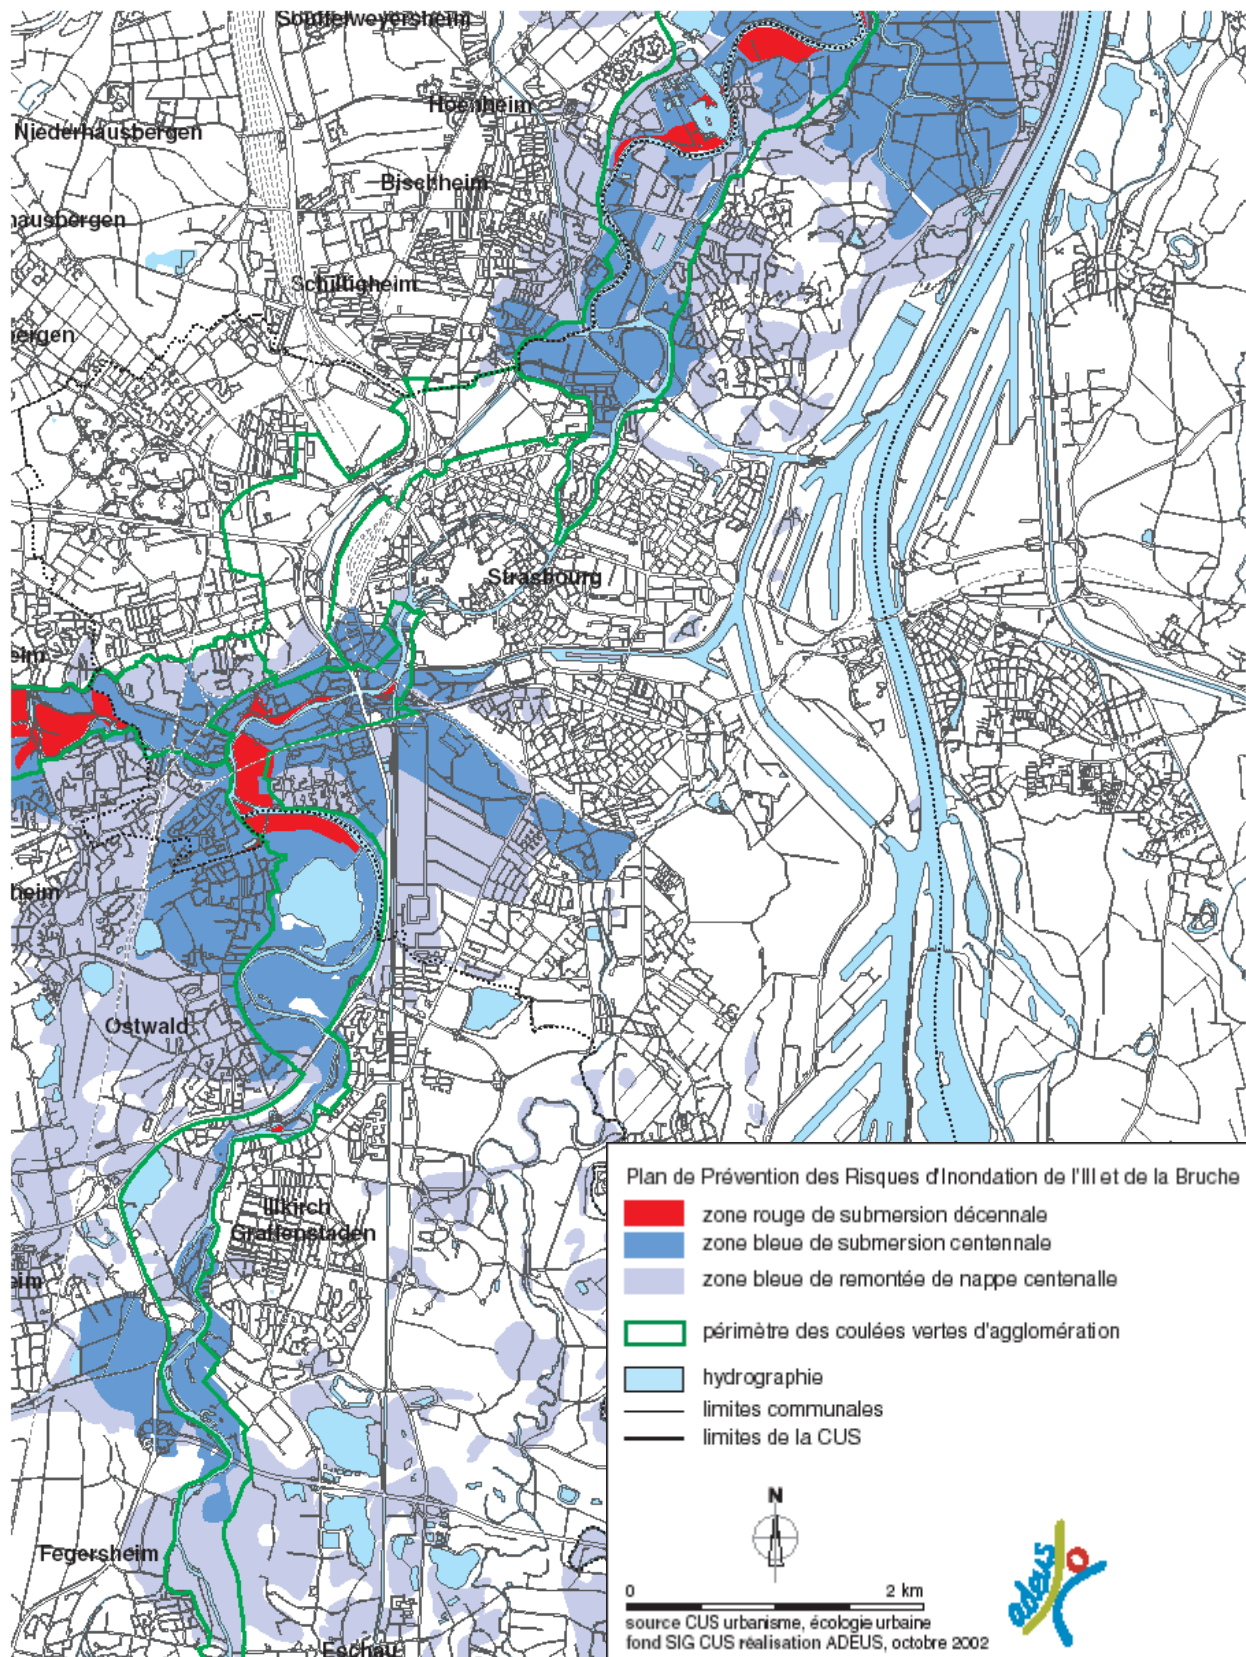 Souffelweyersheim
Hoenheim
Niederhausbergen
Bischheim
hausbergen
Schiltigheim
bergen
Strasbourg
eim
heim
Ostwald
Illkirch
Graffenstaden
eim
Fegersheim
Eschau
Plan de Prévention des Risques d'Inondation de l'Ill et de la Bruche
zone rouge de submersion décennale
zone bleue de submersion centennale
zone bleue de remontée de nappe centenalle
périmètre des coulées vertes d'agglomération
hydrographie
limites communales
limites de la CUS
N
0 2 km
source CUS urbanisme, écologie urbaine
fond SIG CUS réalisation ADEUS, octobre 2002
adeus